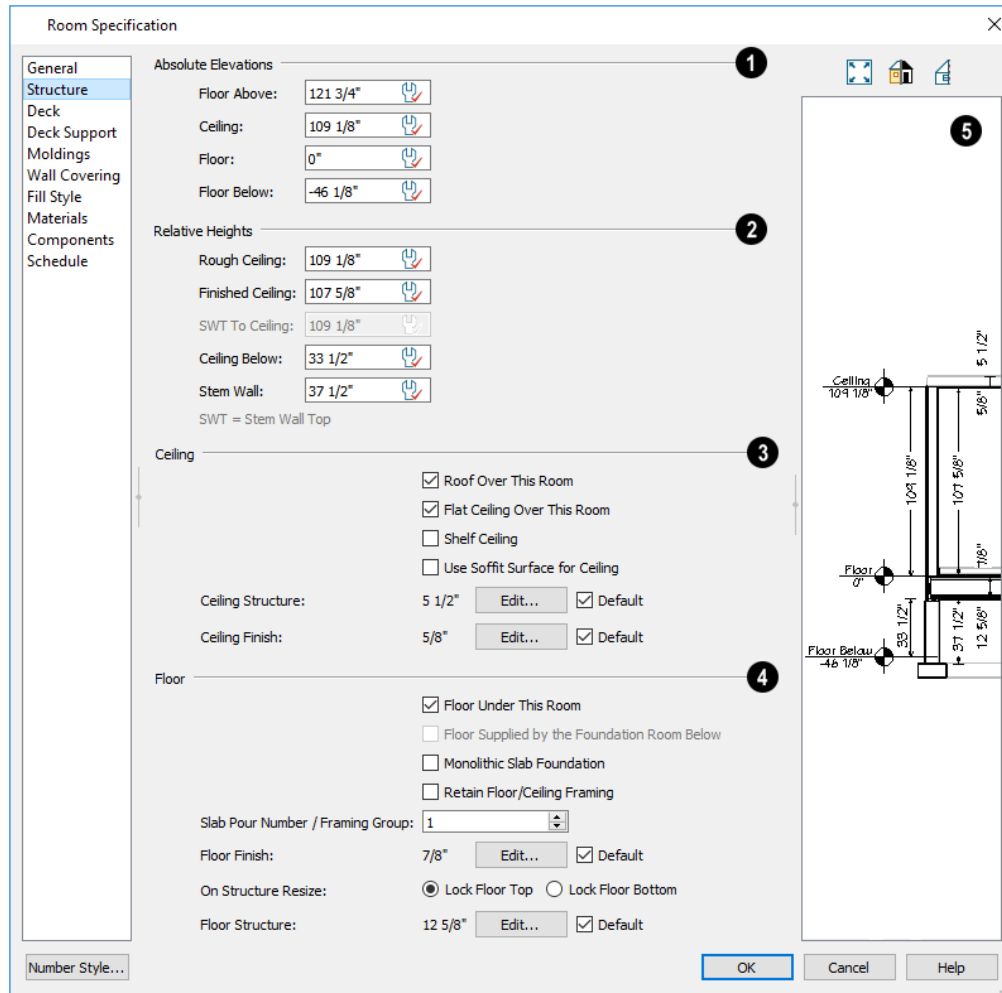 Room Specification
General
Structure
Deck
Deck Support
Moldings
Wall Covering
Fill Style
Materials
Components
Schedule
Absolute Elevations 1
Floor Above: 121 3/4"
Ceiling: 109 1/8"
Floor: 0"
Floor Below: -46 1/8"
Relative Heights 2
Rough Ceiling: 109 1/8"
Finished Ceiling: 107 5/8"
SWT To Ceiling: 109 1/8"
Ceiling Below: 33 1/2"
Stem Wall: 37 1/2"
SWT = Stem Wall Top
Ceiling 3
Roof Over This Room
Flat Ceiling Over This Room
Shelf Ceiling
Use Soffit Surface for Ceiling
Ceiling Structure: 5 1/2" Edit... Default
Ceiling Finish: 5/8" Edit... Default
Floor 4
Floor Under This Room
Floor Supplied by the Foundation Room Below
Monolithic Slab Foundation
Retain Floor/Ceiling Framing
Slab Pour Number / Framing Group: 1
Floor Finish: 7/8" Edit... Default
On Structure Resize: Lock Floor Top Lock Floor Bottom
Floor Structure: 12 5/8" Edit... Default
5
5 1/2"
Ceiling
109 1/8"
5/8"
109 1/8"
107 5/8"
7/8"
Floor
0"
33 1/2"
37 1/2"
12 5/8"
Floor Below
-46 1/8"
Number Style...
OK
Cancel
Help